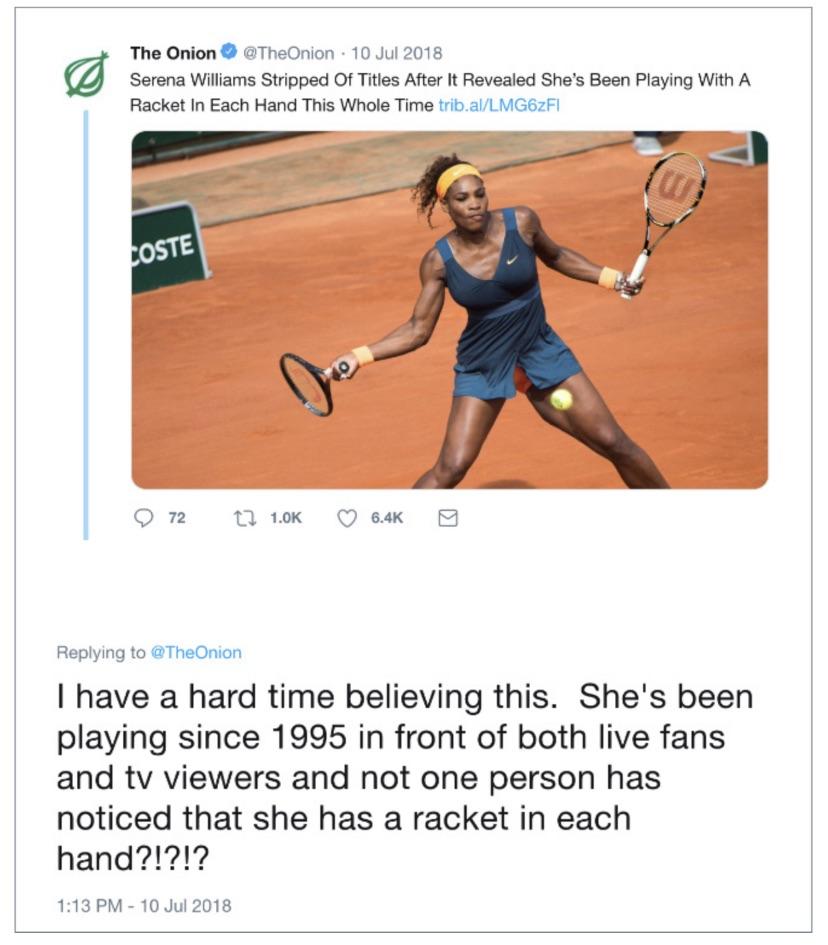 The Onion @TheOnion · 10 Jul 2018
Serena Williams Stripped Of Titles After It Revealed She’s Been Playing With A
Racket In Each Hand This Whole Time trib.al/LMG6zFl
COSTE
72 1.0K 6.4K
Replying to @TheOnion
I have a hard time believing this. She's been
playing since 1995 in front of both live fans
and tv viewers and not one person has
noticed that she has a racket in each
hand?!?!?
1:13 PM - 10 Jul 2018